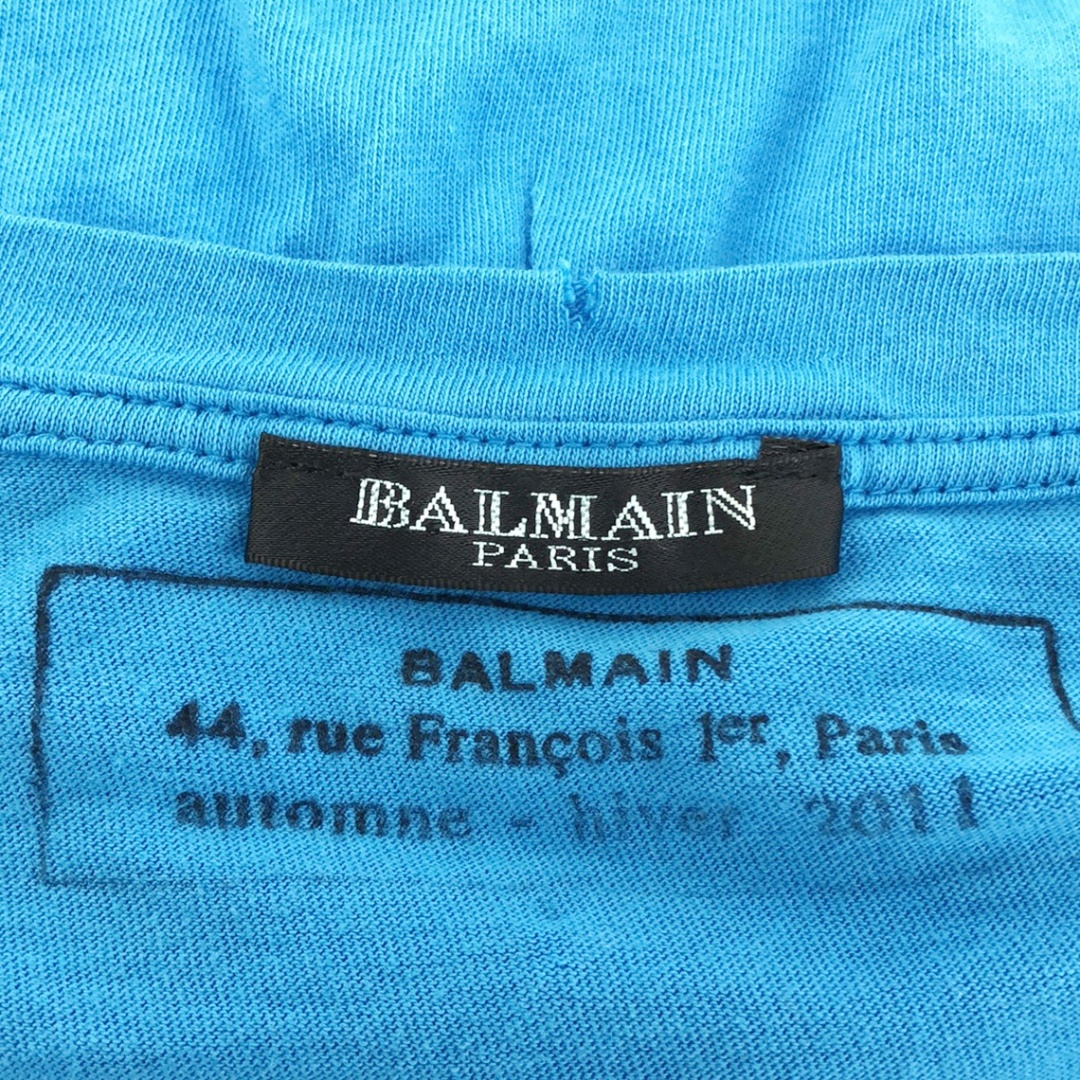 BALMAIN
PARIS
BALMAIN
44, rue François 1er, Paris
automne - hiver 2011